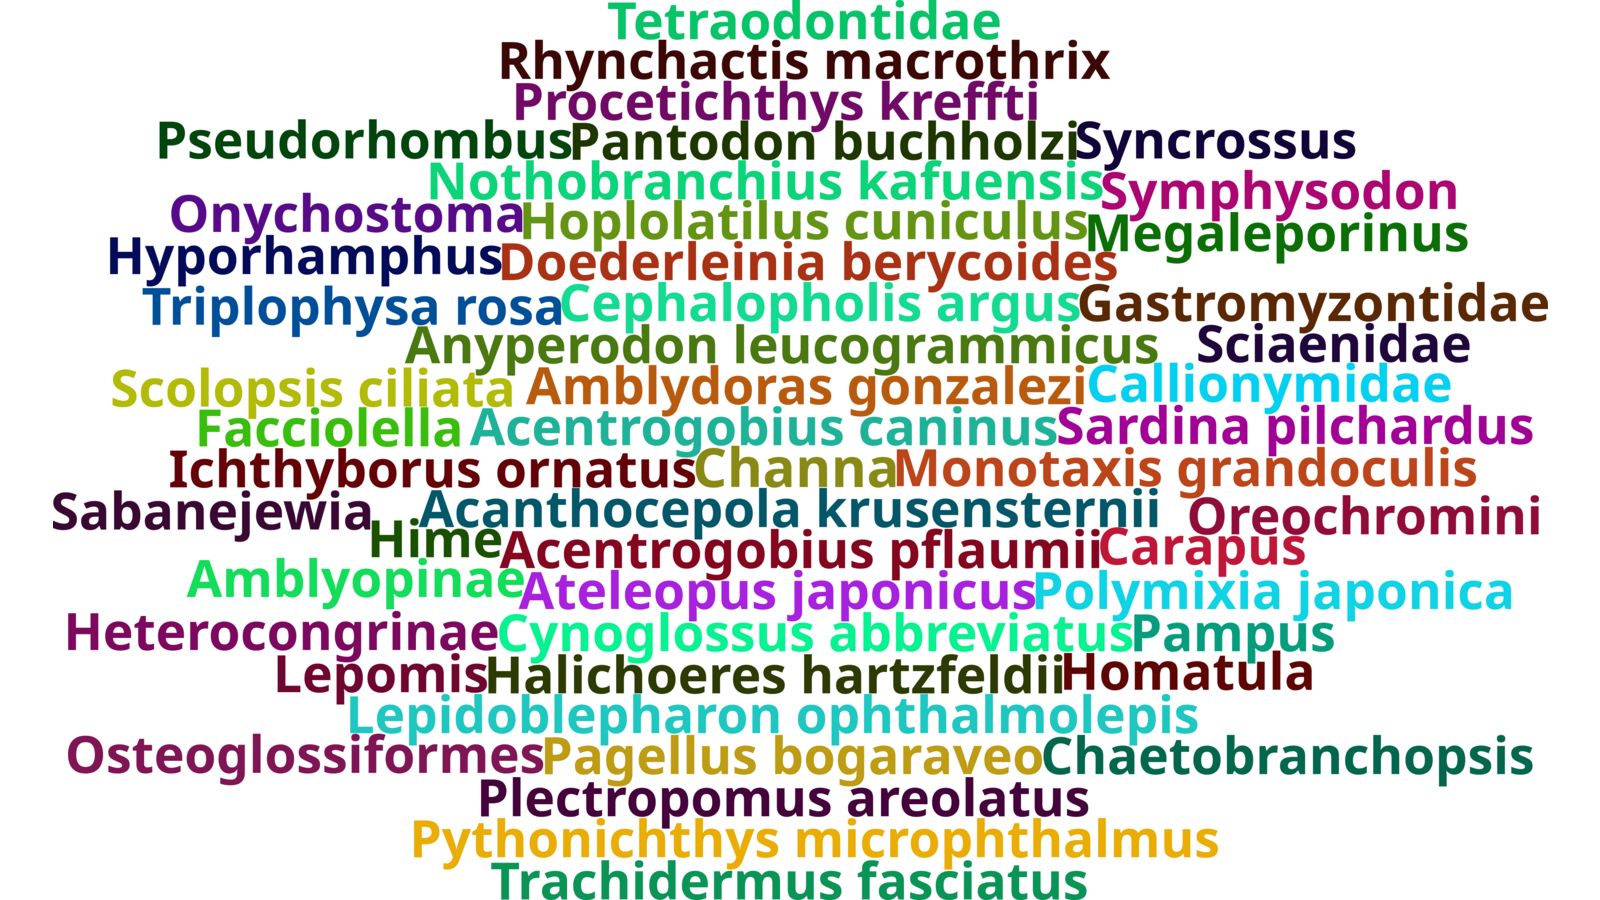 Tetraodontidae
Rhynchactis macrothrix
Procetichthys kreffti
Pseudorhombus Pantodon buchholzi Syncrossus
Nothobranchius kafuensis Symphysodon
Onychostoma Hoplolatilus cuniculus Megaleporinus
Hyporhamphus Doederleinia berycoides
Triplophysa rosa Cephalopholis argus Gastromyzontidae
Anyperodon leucogrammicus Sciaenidae
Scolopsis ciliata Amblydoras gonzalezi Callionymidae
Facciolella Acentrogobius caninus Sardina pilchardus
Ichthyborus ornatus Channa Monotaxis grandoculis
Sabanejewia Acanthocepola krusensternii Oreochromini
Hime Acentrogobius pflaumii Carapus
Amblyopinae Ateleopus japonicus Polymixia japonica
Heterocongrinae Cynoglossus abbreviatus Pampus
Lepomis Halichoeres hartzfeldii Homatula
Lepidoblepharon ophthalmolepis
Osteoglossiformes Pagellus bogaraveo Chaetobranchopsis
Plectropomus areolatus
Pythonichthys microphthalmus
Trachidermus fasciatus